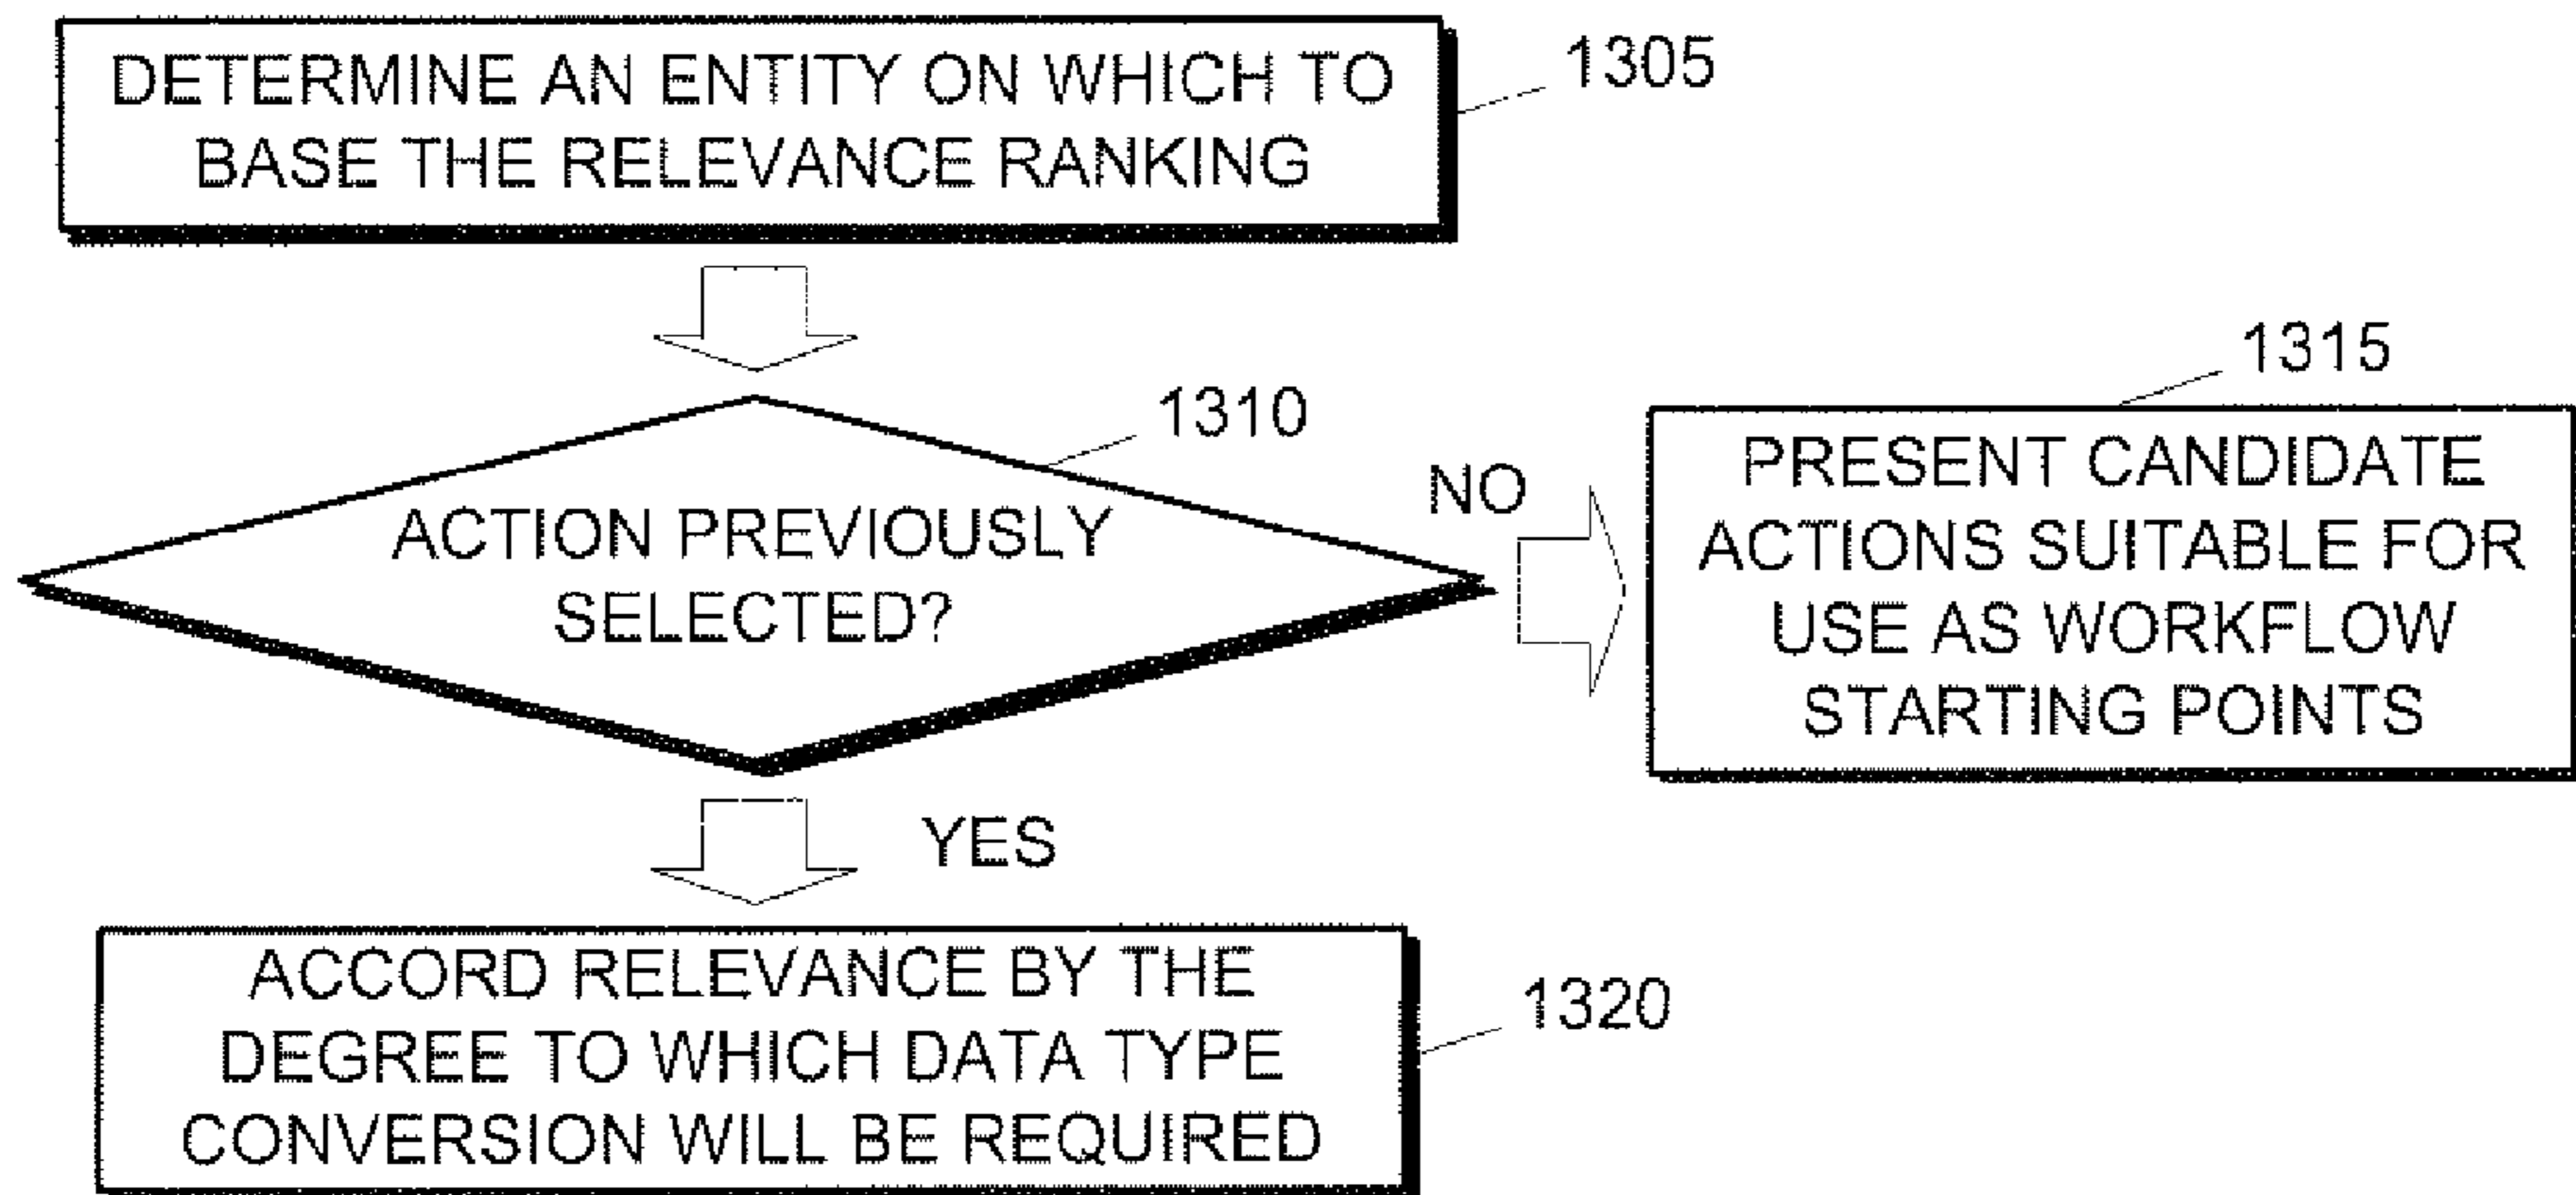 DETERMINE AN ENTITY ON WHICH TO
BASE THE RELEVANCE RANKING
1305
1310
ACTION PREVIOUSLY
SELECTED?
NO
1315
PRESENT CANDIDATE
ACTIONS SUITABLE FOR
USE AS WORKFLOW
STARTING POINTS
YES
ACCORD RELEVANCE BY THE
DEGREE TO WHICH DATA TYPE
CONVERSION WILL BE REQUIRED
1320